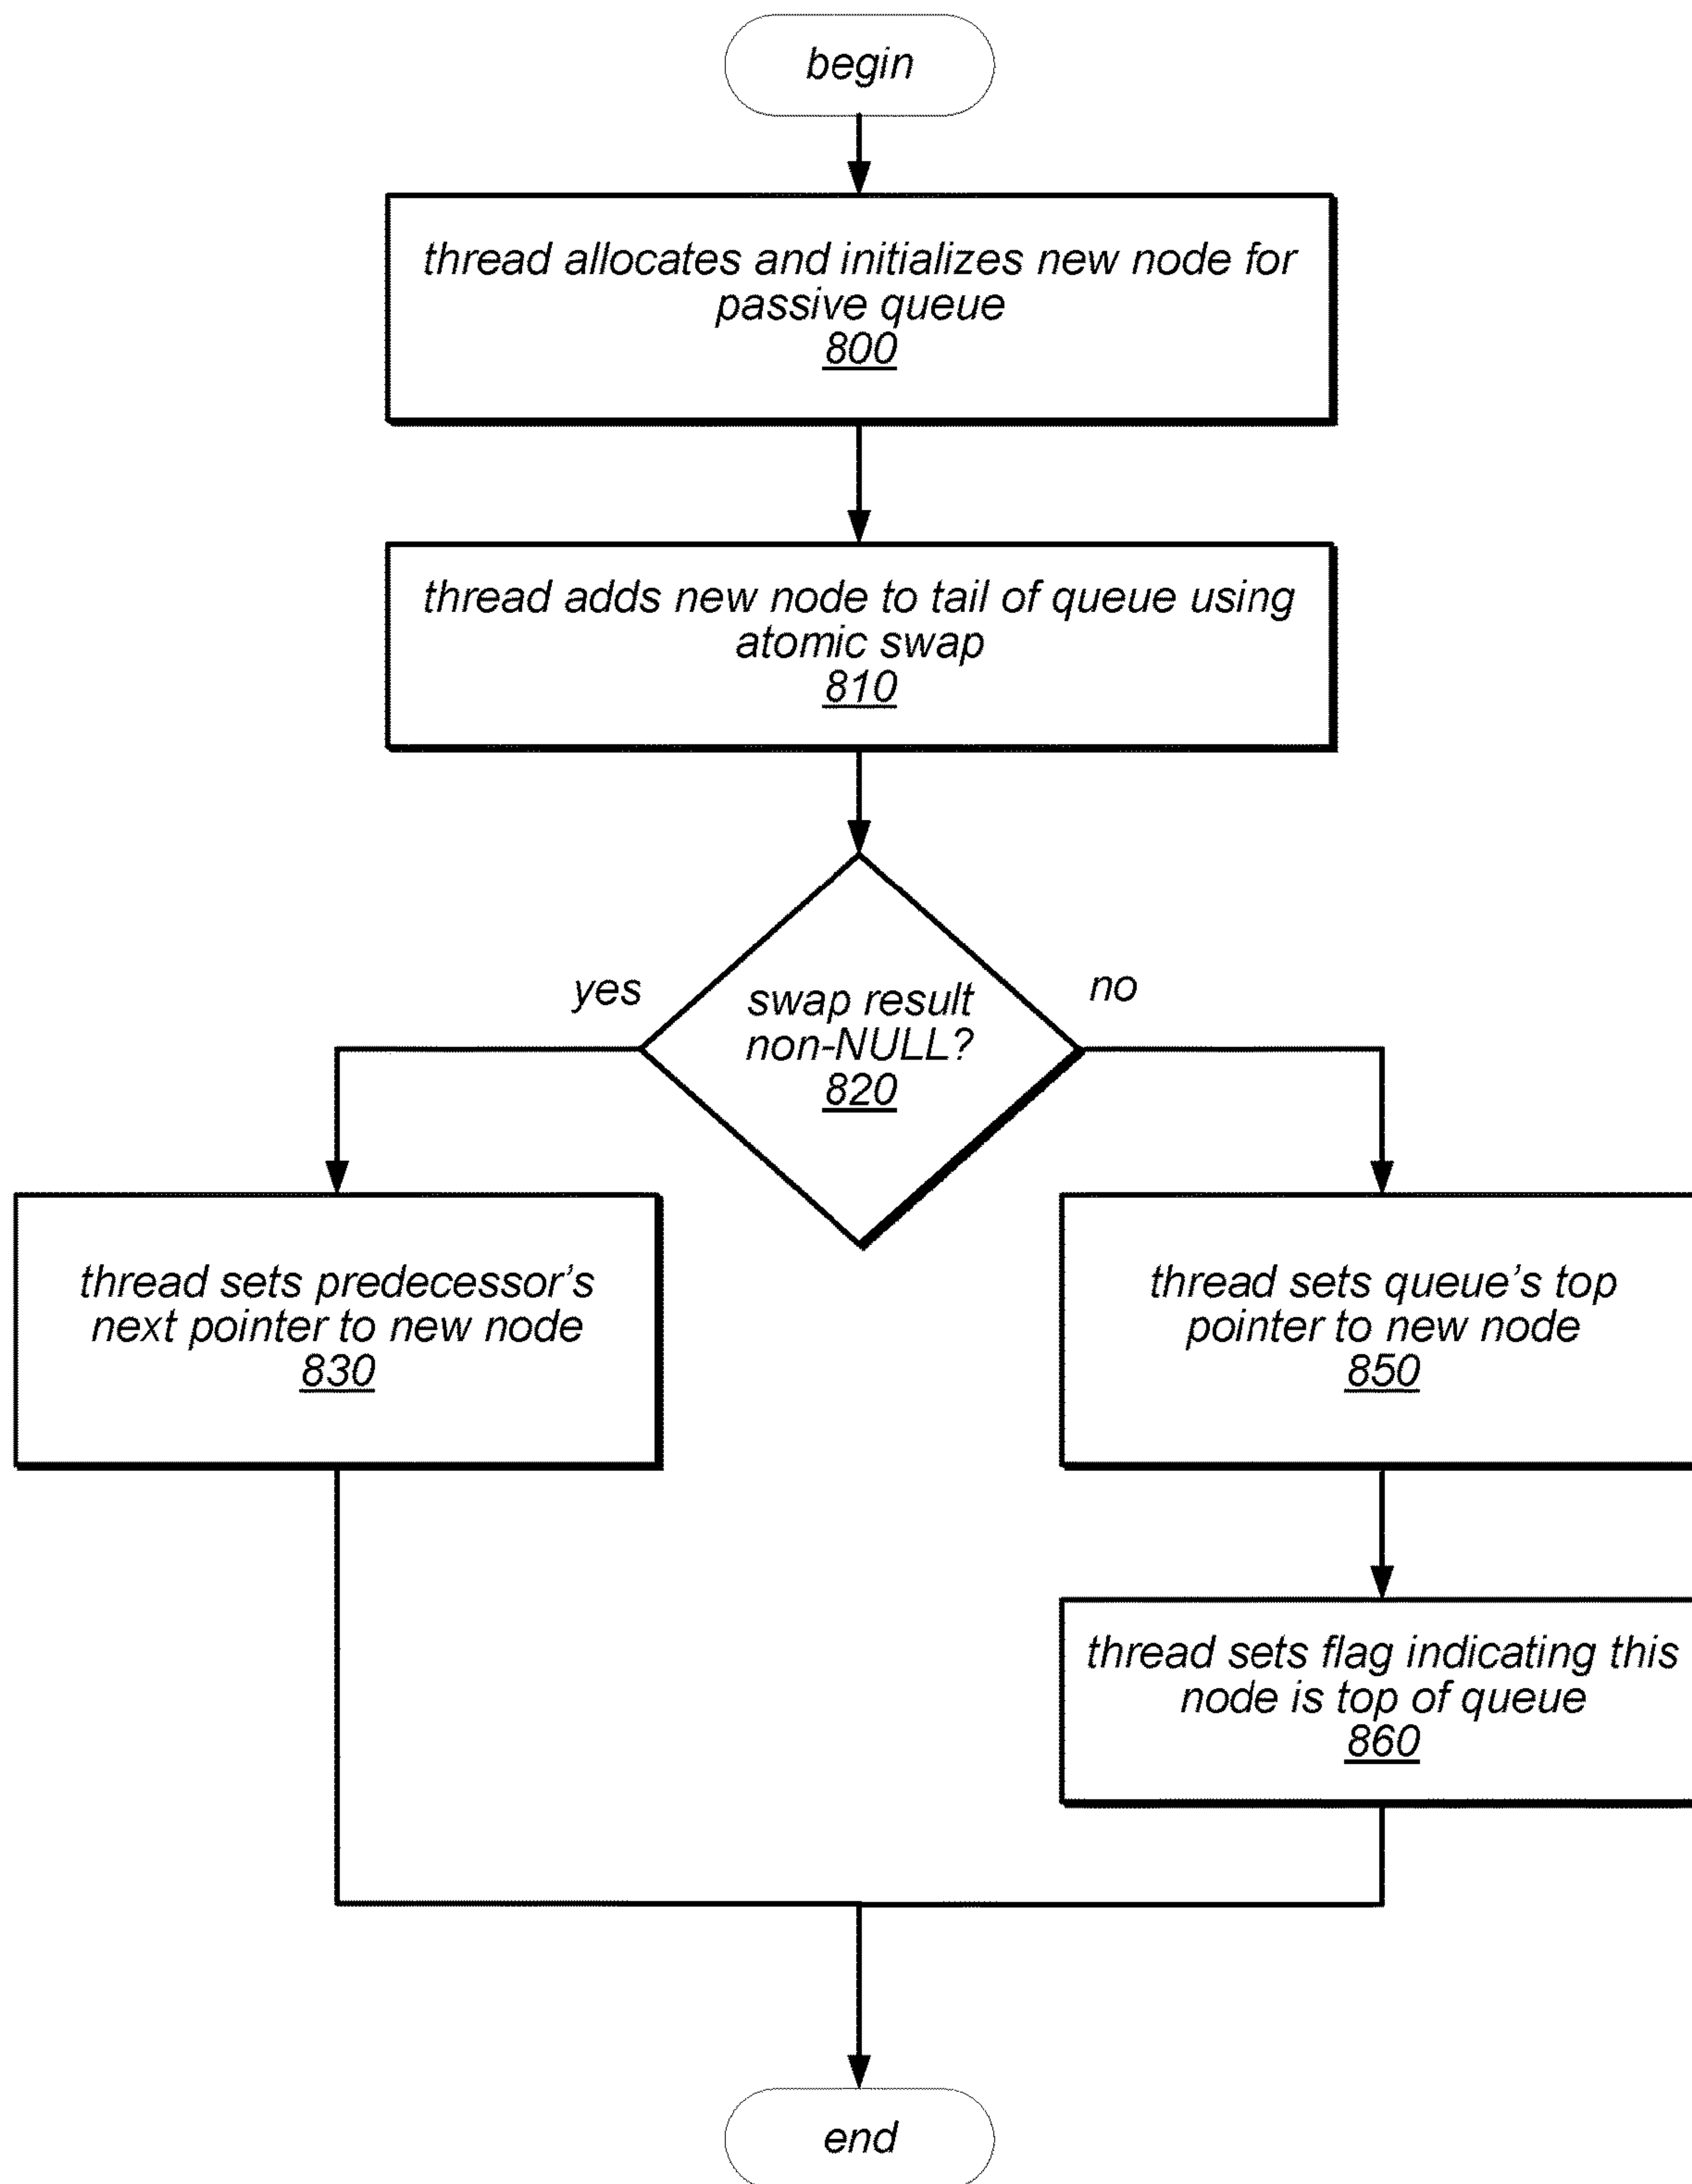 begin
thread allocates and initializes new node for
passive queue
800
thread adds new node to tail of queue using
atomic swap
810
yes
no
swap result
non-NULL?
820
thread sets predecessor's
next pointer to new node
830
thread sets queue's top
pointer to new node
850
thread sets flag indicating this
node is top of queue
860
end